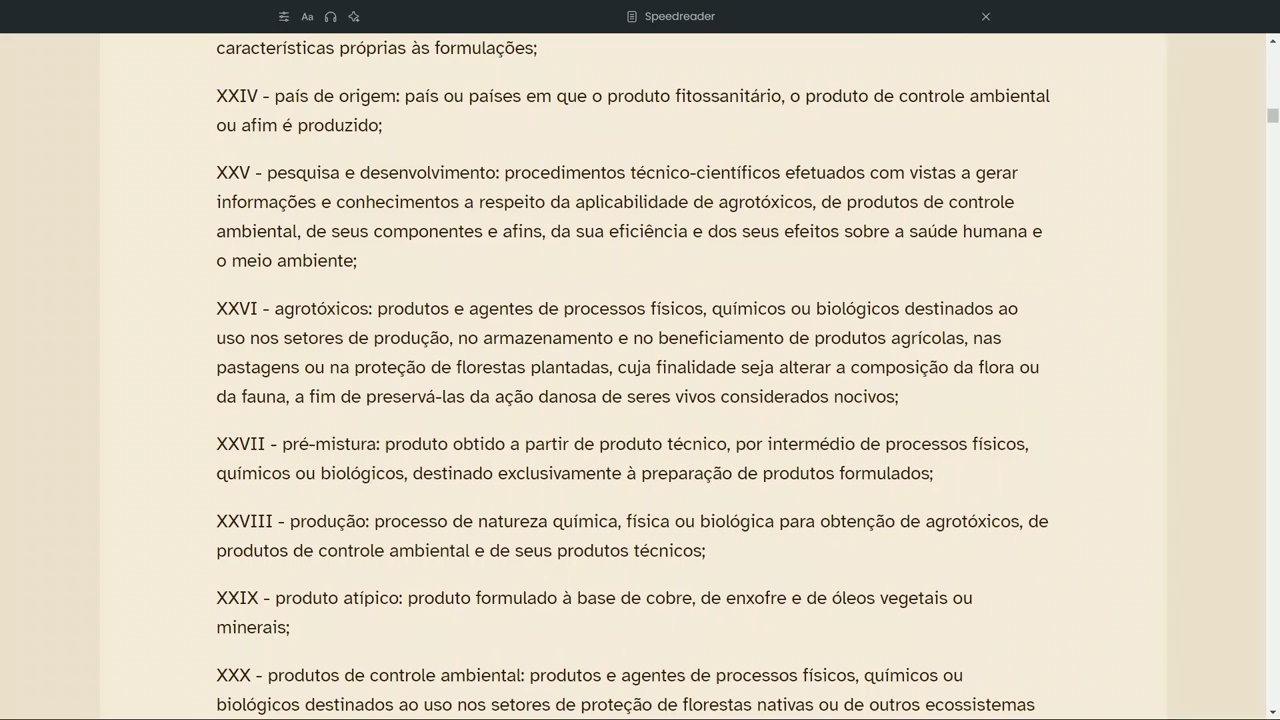 Aa
Speedreader
características próprias às formulações;
XXIV - país de origem: país ou países em que o produto fitossanitário, o produto de controle ambiental
ou afim é produzido;
XXV - pesquisa e desenvolvimento: procedimentos técnico-científicos efetuados com vistas a gerar
informações e conhecimentos a respeito da aplicabilidade de agrotóxicos, de produtos de controle
ambiental, de seus componentes e afins, da sua eficiência e dos seus efeitos sobre a saúde humana e
o meio ambiente;
XXVI - agrotóxicos: produtos e agentes de processos físicos, químicos ou biológicos destinados ao
uso nos setores de produção, no armazenamento e no beneficiamento de produtos agrícolas, nas
pastagens ou na proteção de florestas plantadas, cuja finalidade seja alterar a composição da flora ou
da fauna, a fim de preservá-las da ação danosa de seres vivos considerados nocivos;
XXVII - pré-mistura: produto obtido a partir de produto técnico, por intermédio de processos físicos,
químicos ou biológicos, destinado exclusivamente à preparação de produtos formulados;
XXVIII - produção: processo de natureza química, física ou biológica para obtenção de agrotóxicos, de
produtos de controle ambiental e de seus produtos técnicos;
XXIX - produto atípico: produto formulado à base de cobre, de enxofre e de óleos vegetais ou
minerais;
XXX - produtos de controle ambiental: produtos e agentes de processos físicos, químicos ou
biológicos destinados ao uso nos setores de proteção de florestas nativas ou de outros ecossistemas